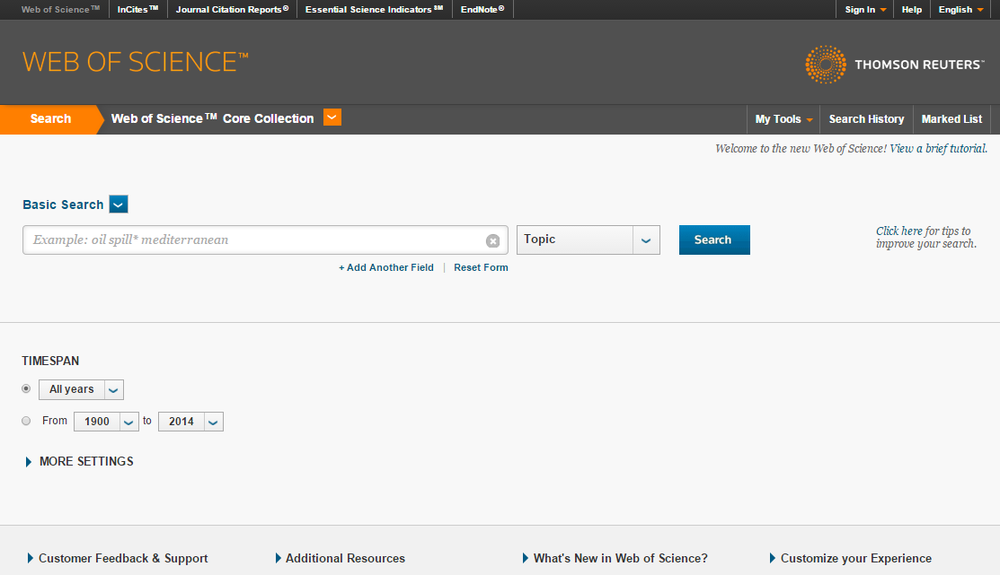 Web of Science™ InCites™ Journal Citation Reports® Essential Science Indicators℠ EndNote® Sign In Help English
WEB OF SCIENCE™ THOMSON REUTERS™
Search Web of Science™ Core Collection My Tools Search History Marked List
Welcome to the new Web of Science! View a brief tutorial.
Basic Search
Example: oil spill* mediterranean Topic Search
Click here for tips to
improve your search.
+ Add Another Field | Reset Form
TIMESPAN
All years
From 1900 to 2014
MORE SETTINGS
Customer Feedback & Support Additional Resources What's New in Web of Science? Customize your Experience